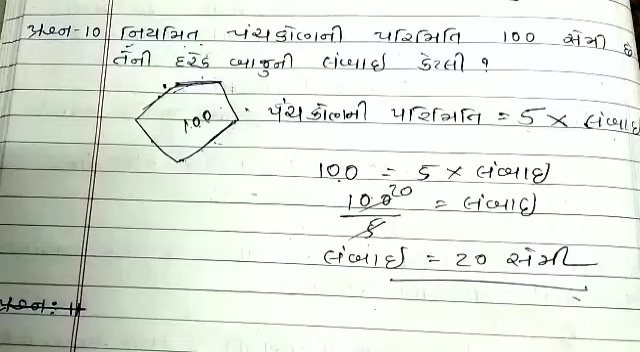 પ્રશ્ન-10 નિયમિત પંચકોણની પરિમિતિ 100 સેમી છે
તેની દરેક બાજુની લંબાઈ કેટલી ?
100
પંચકોણની પરિમિતિ = 5 × લંબાઈ
100 = 5 × લંબાઈ
100 20 = લંબાઈ
5
લંબાઈ = 20 સેમી
પ્રશ્ન: 11